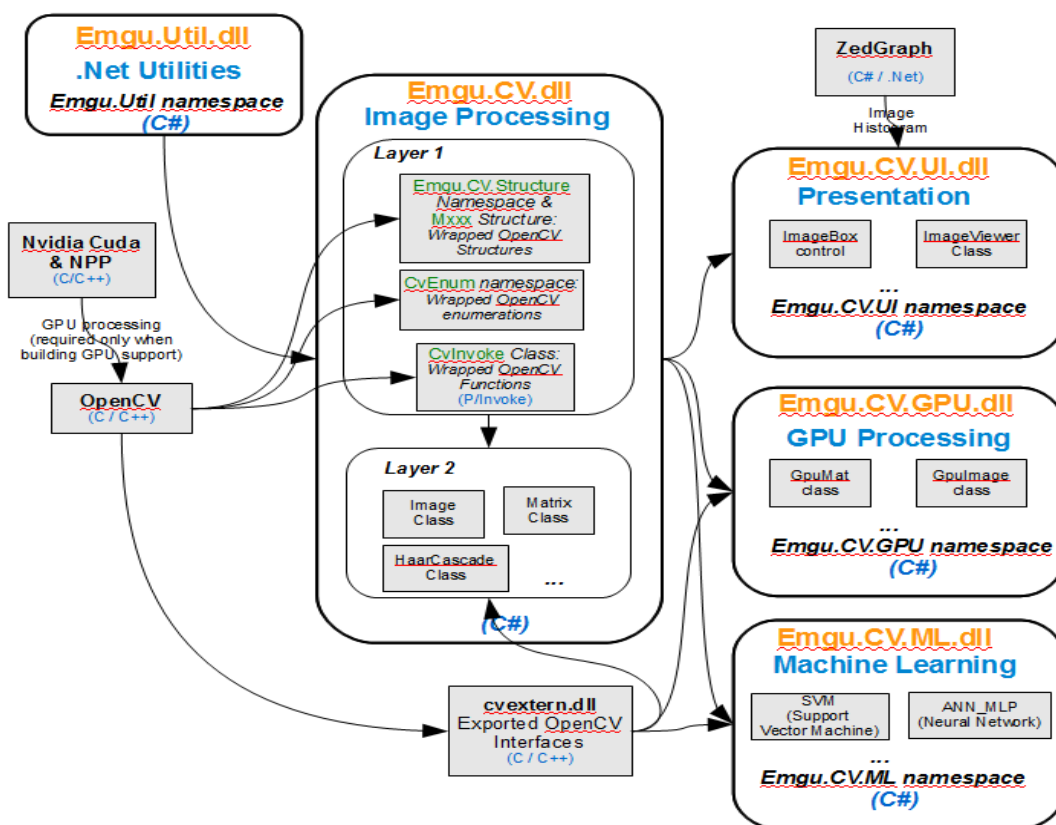 Emgu.Util.dll
.Net Utilities
Emgu.Util namespace
(C#)
Nvidia Cuda
& NPP
(C/C++)
GPU processing
(required only when
building GPU support)
OpenCV
(C / C++)
Emgu.CV.dll
Image Processing
Layer 1
Emgu.CV.Structure
Namespace &
Mxxx Structure:
Wrapped OpenCV
Structures
CvEnum namespace:
Wrapped OpenCV
enumerations
CvInvoke Class:
Wrapped OpenCV
Functions
(P/Invoke)
Layer 2
Image
Class
Matrix
Class
HaarCascade
Class
...
(C#)
cvextern.dll
Exported OpenCV
Interfaces
(C / C++)
ZedGraph
(C# / .Net)
Image
Histogram
Emgu.CV.UI.dll
Presentation
ImageBox
control
ImageViewer
Class
...
Emgu.CV.UI namespace
(C#)
Emgu.CV.GPU.dll
GPU Processing
GpuMat
class
GpuImage
class
...
Emgu.CV.GPU namespace
(C#)
Emgu.CV.ML.dll
Machine Learning
SVM
(Support
Vector Machine)
ANN_MLP
(Neural Network)
...
Emgu.CV.ML namespace
(C#)